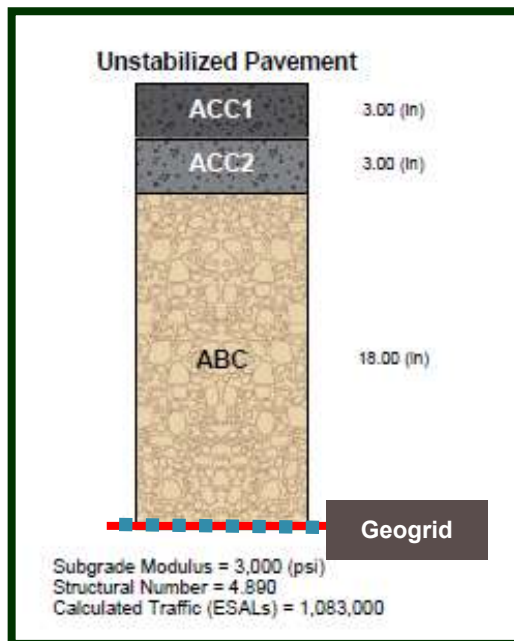 Unstabilized Pavement
ACC1 3.00 (in)
ACC2 3.00 (in)
ABC 18.00 (in)
Geogrid
Subgrade Modulus = 3,000 (psi)
Structural Number = 4.890
Calculated Traffic (ESALs) = 1,083,000